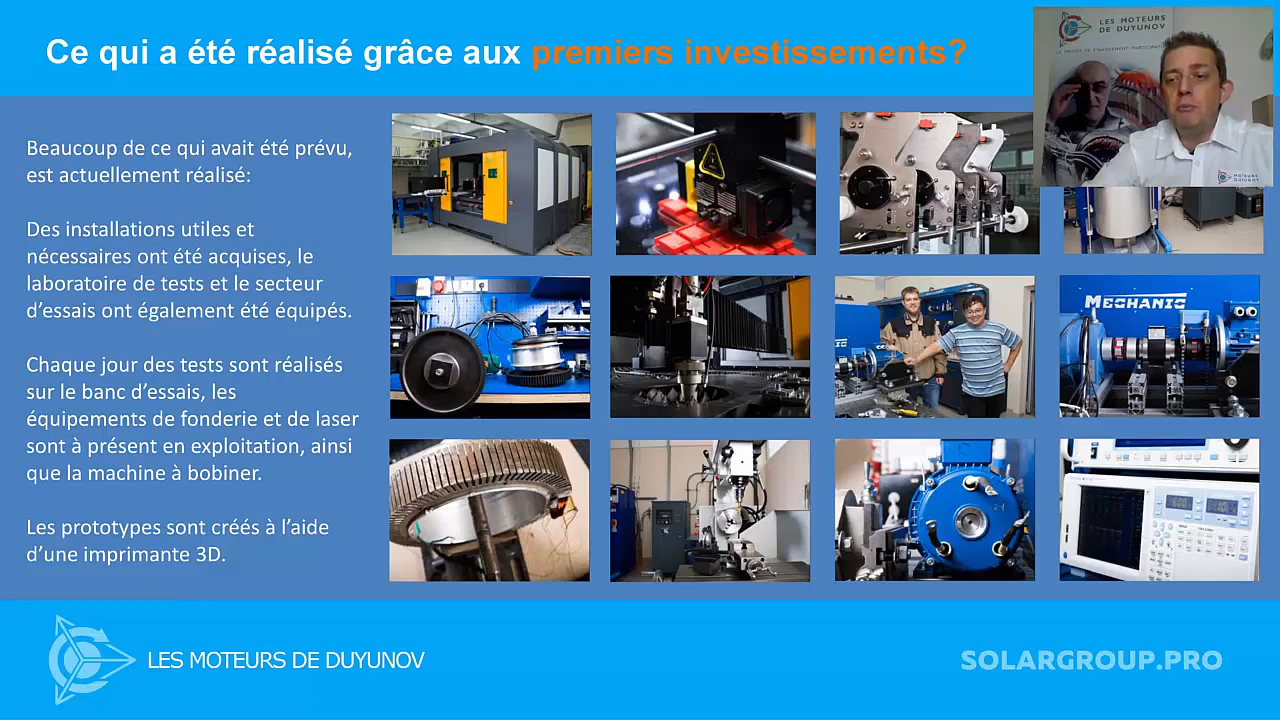 Ce qui a été réalisé grâce aux premiers investissements?
LES MOTEURS
DE DUYUNOV
Beaucoup de ce qui avait été prévu,
est actuellement réalisé:
Des installations utiles et
nécessaires ont été acquises, le
laboratoire de tests et le secteur
d’essais ont également été équipés.
Chaque jour des tests sont réalisés
sur le banc d’essais, les
équipements de fonderie et de laser
sont à présent en exploitation, ainsi
que la machine à bobiner.
Les prototypes sont créés à l’aide
d’une imprimante 3D.
MOTEURS
DUYUNOV
MECHANIC
LES MOTEURS DE DUYUNOV
SOLARGROUP.PRO